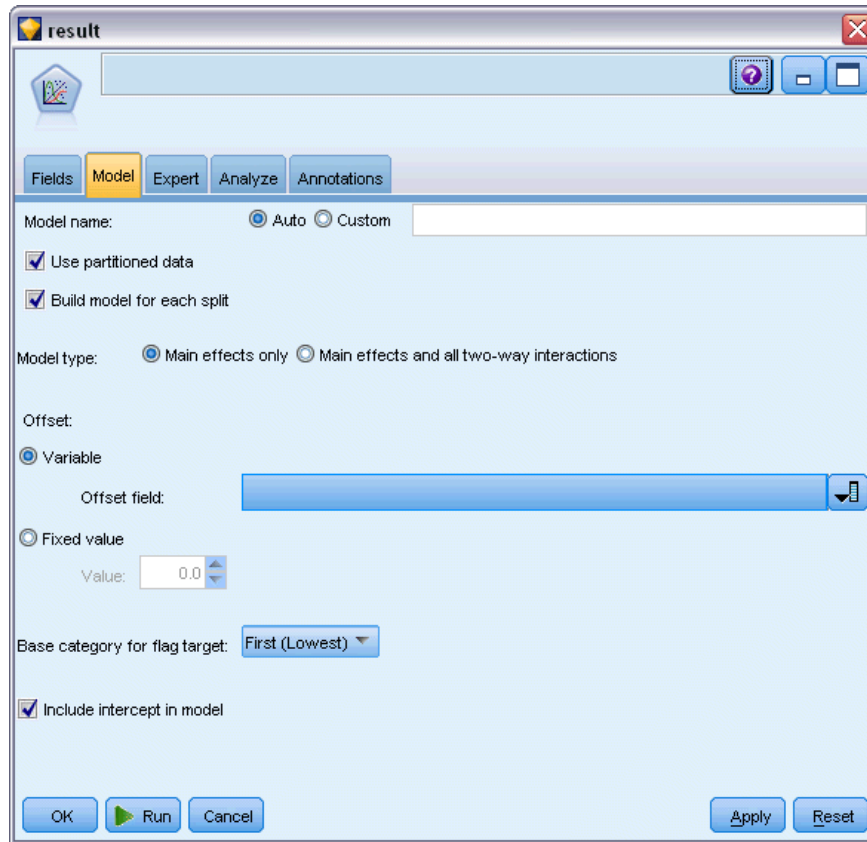 result
Fields Model Expert Analyze Annotations
Model name: Auto Custom
Use partitioned data
Build model for each split
Model type: Main effects only Main effects and all two-way interactions
Offset:
Variable
Offset field:
Fixed value
Value: 0.0
Base category for flag target: First (Lowest)
Include intercept in model
OK Run Cancel Apply Reset